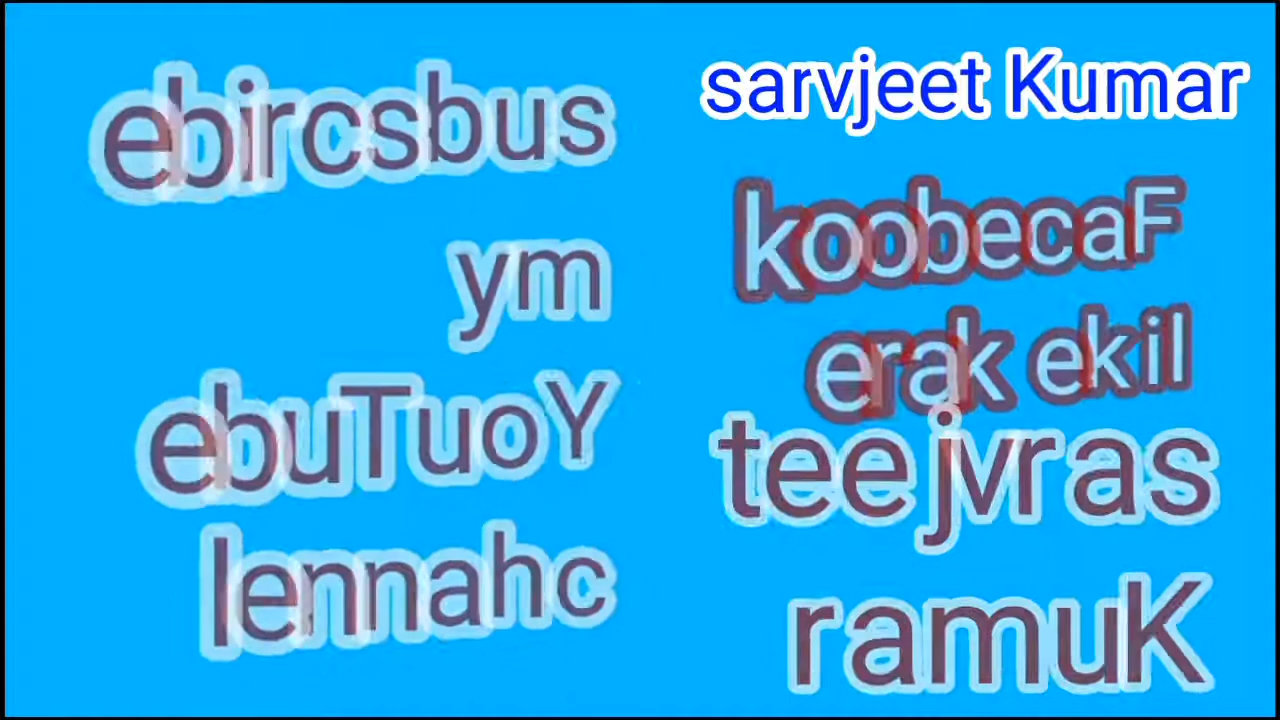 ebircsbus
ym
ebuTuoY
lennahc
sarvjeet Kumar
koobecaF
erak ekil
teejvras
ramuK